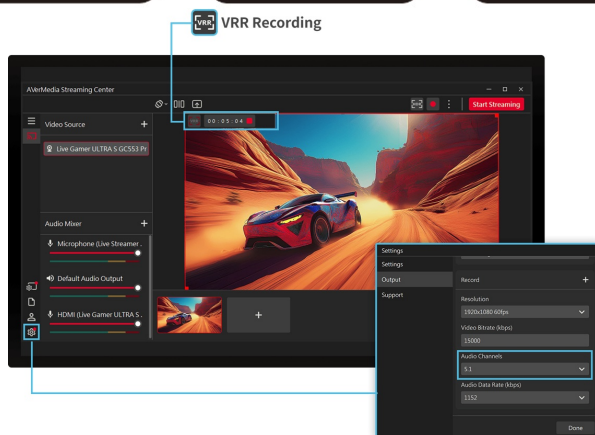 VRR VRR Recording
AVerMedia Streaming Center
Start Streaming
Video Source +
VRR 00:05:04
Live Gamer ULTRA S GC553 Pr
Audio Mixer +
Microphone (Live Streamer .
Default Audio Output
HDMI (Live Gamer ULTRA S .
+
Settings
Settings
Output
Support
Record +
Resolution
1920x1080 60fps
Video Bitrate (kbps)
15000
Audio Channels
5.1
Audio Data Rate (kbps)
1152
Done